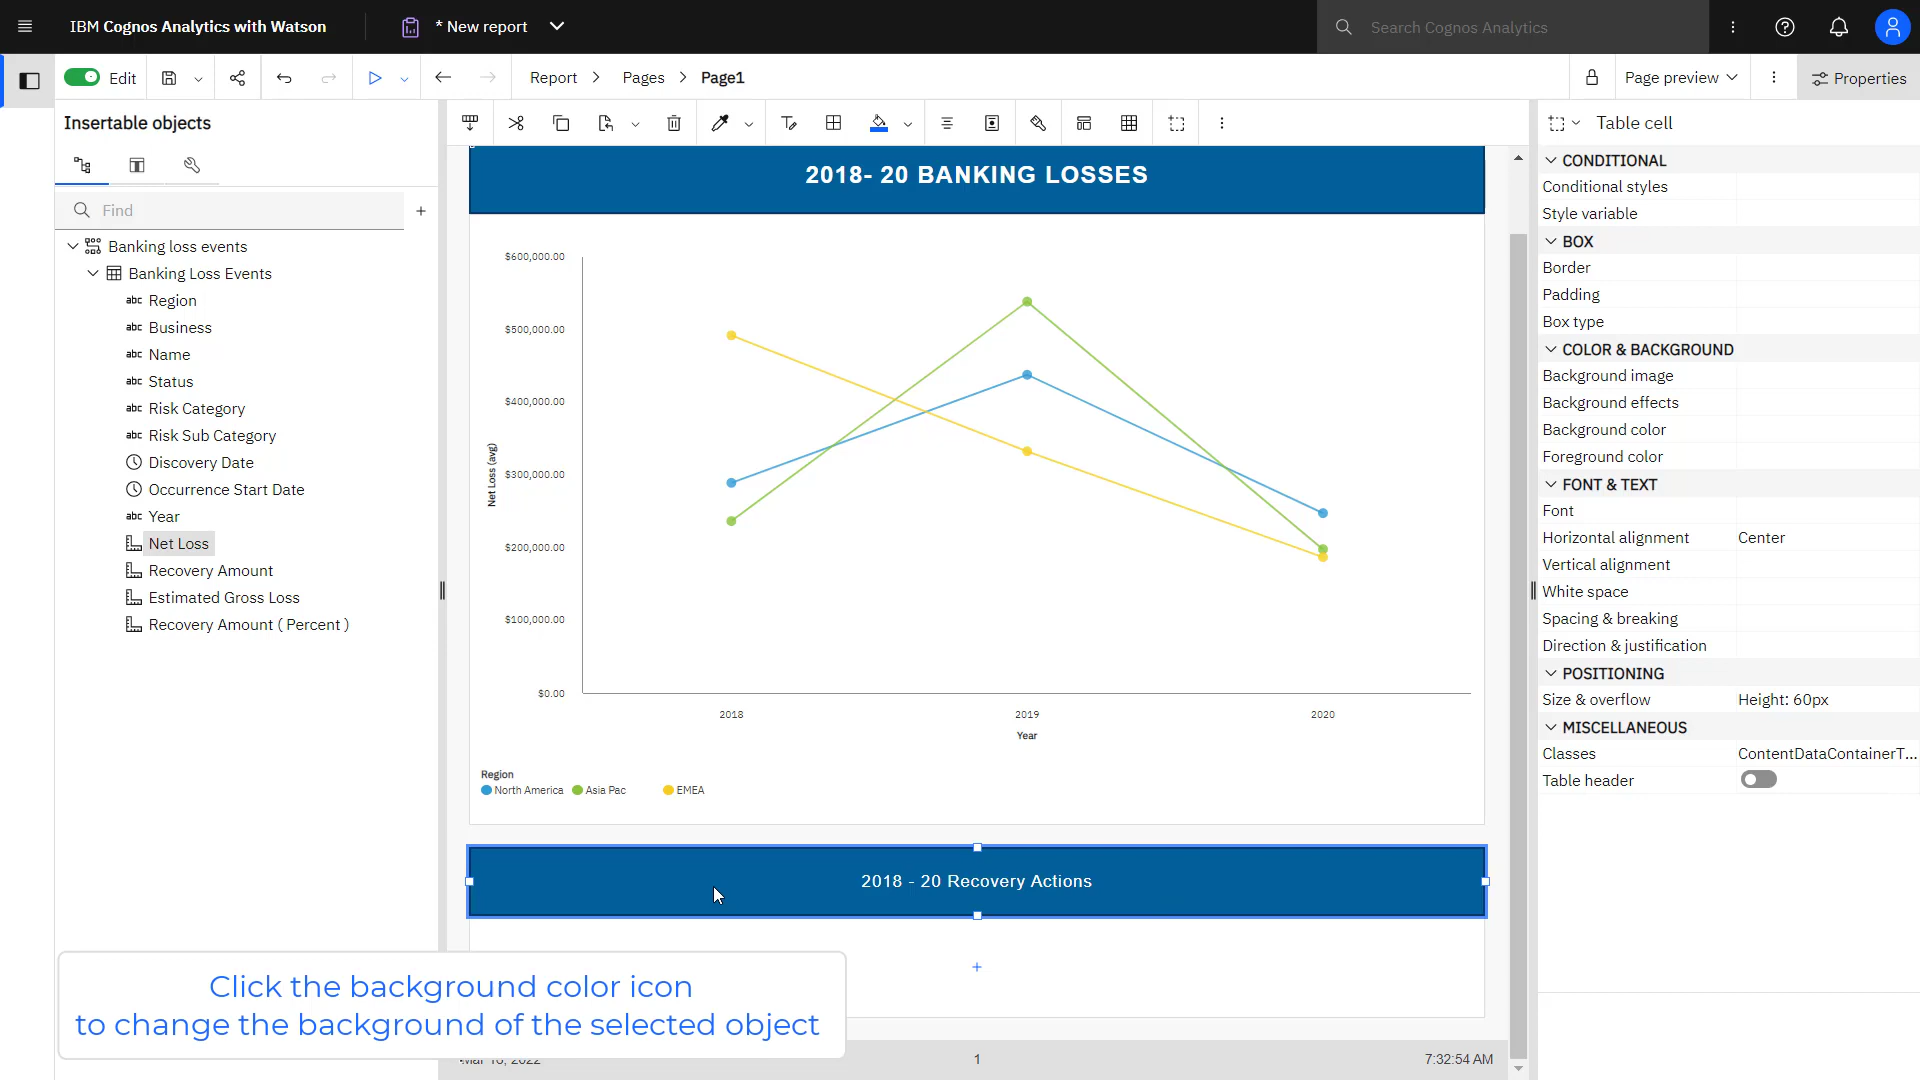 IBM Cognos Analytics with Watson
* New report
Search Cognos Analytics
Edit
Report > Pages > Page1
Page preview
Properties
Insertable objects
Find
Banking loss events
Banking Loss Events
abc Region
abc Business
abc Name
abc Status
abc Risk Category
abc Risk Sub Category
Discovery Date
Occurrence Start Date
abc Year
Net Loss
Recovery Amount
Estimated Gross Loss
Recovery Amount ( Percent )
2018- 20 BANKING LOSSES
$600,000.00
$500,000.00
$400,000.00
$300,000.00
$200,000.00
$100,000.00
$0.00
Net Loss (avg)
2018 2019 2020
Year
Region
North America Asia Pac EMEA
2018 - 20 Recovery Actions
Click the background color icon
to change the background of the selected object
1
7:32:54 AM
Table cell
CONDITIONAL
Conditional styles
Style variable
BOX
Border
Padding
Box type
COLOR & BACKGROUND
Background image
Background effects
Background color
Foreground color
FONT & TEXT
Font
Horizontal alignment Center
Vertical alignment
White space
Spacing & breaking
Direction & justification
POSITIONING
Size & overflow Height: 60px
MISCELLANEOUS
Classes ContentDataContainerT...
Table header